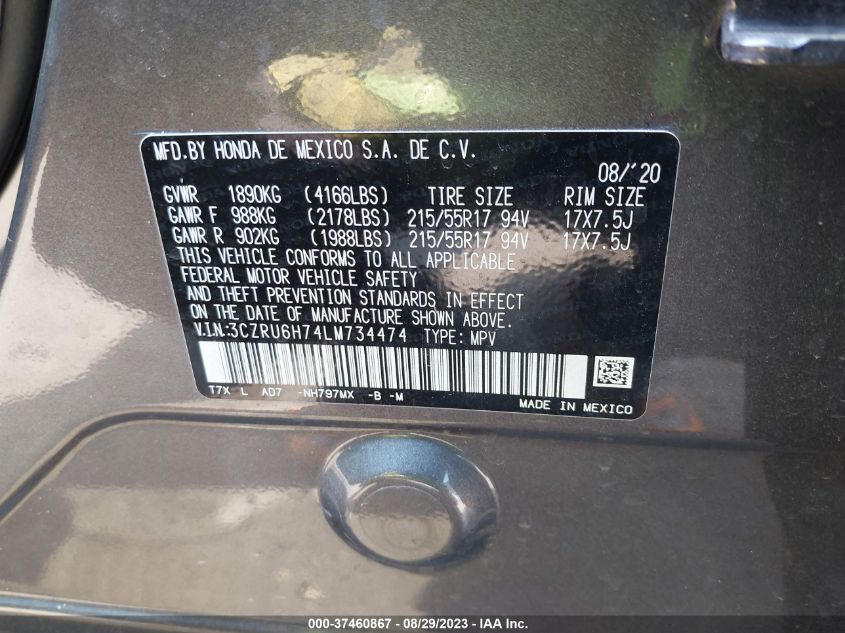 MFD.BY HONDA DE MEXICO S.A. DE C.V.
08/'20
GVWR 1890KG (4166LBS) TIRE SIZE RIM SIZE
GAWR F 988KG (2178LBS) 215/55R17 94V 17X7.5J
GAWR R 902KG (1988LBS) 215/55R17 94V 17X7.5J
THIS VEHICLE CONFORMS TO ALL APPLICABLE
FEDERAL MOTOR VEHICLE SAFETY
AND THEFT PREVENTION STANDARDS IN EFFECT
ON THE DATE OF MANUFACTURE SHOWN ABOVE.
V.I.N:3CZRU6H74LM734474 TYPE: MPV
T7X L AD7 -NH797MX -B -M
MADE IN MEXICO
000-37460867 - 08/29/2023 - IAA Inc.